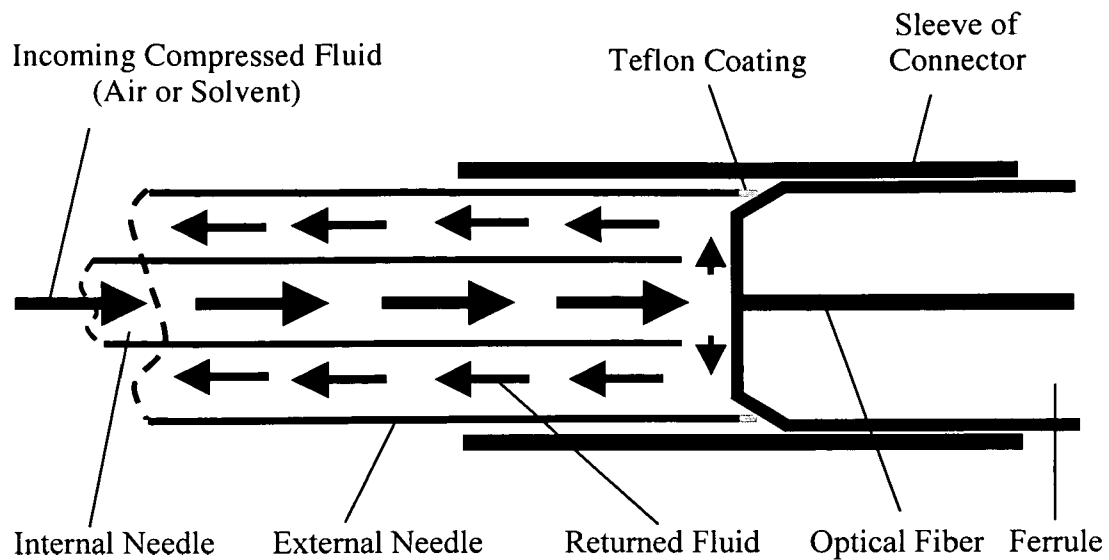 Incoming Compressed Fluid
(Air or Solvent)
Teflon Coating
Sleeve of
Connector
Internal Needle
External Needle
Returned Fluid
Optical Fiber
Ferrule